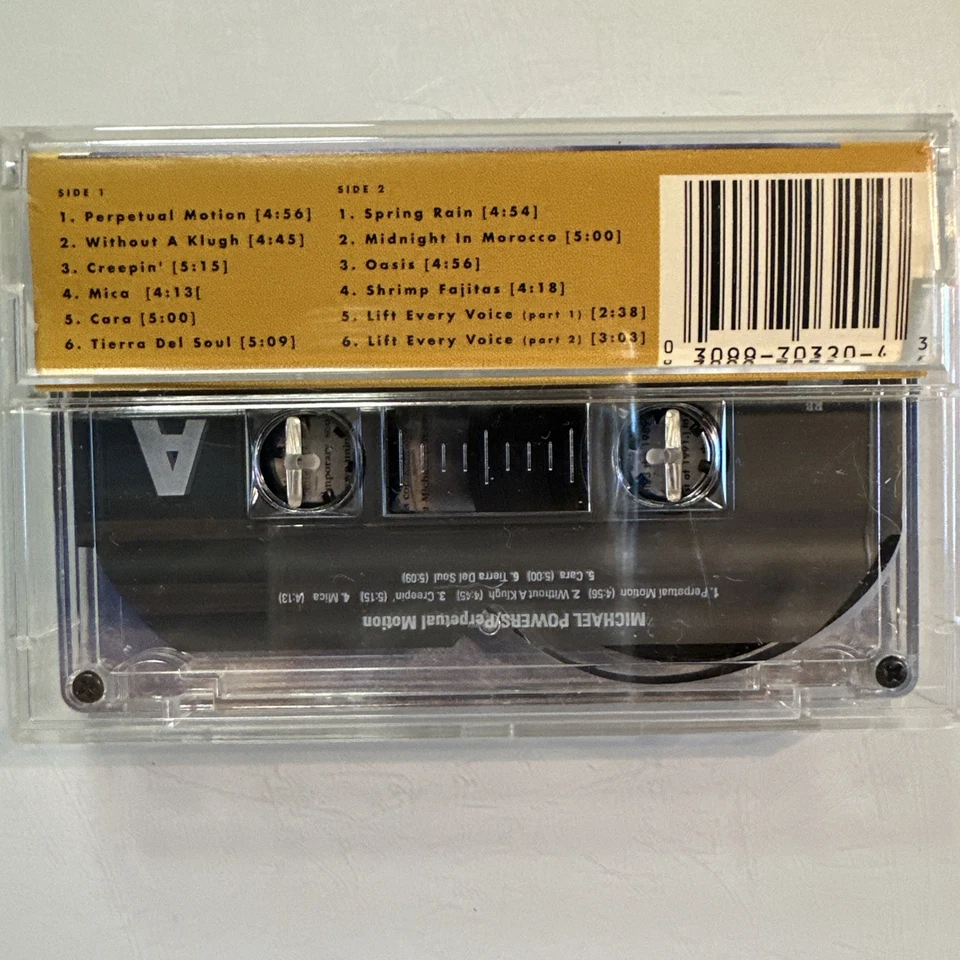 SIDE 1
1. Perpetual Motion [4:56]
2. Without A Klugh [4:45]
3. Creepin' [5:15]
4. Mica [4:13[
5. Cara [5:00]
6. Tierra Del Soul [5:09]
SIDE 2
1. Spring Rain [4:54]
2. Midnight In Morocco [5:00]
3. Oasis [4:56]
4. Shrimp Fajitas [4:18]
5. Lift Every Voice (part 1) [2:38]
6. Lift Every Voice (part 2) [3:03]
0 3088-70330-4 3
A
MICHAEL POWERS/Perpetual Motion
1. Perpetual Motion (4:56) 2. Without A Klugh (4:45) 3. Creepin' (5:15) 4. Mica (4:13)
5. Cara (5:00) 6. Tierra Del Soul (5:09)